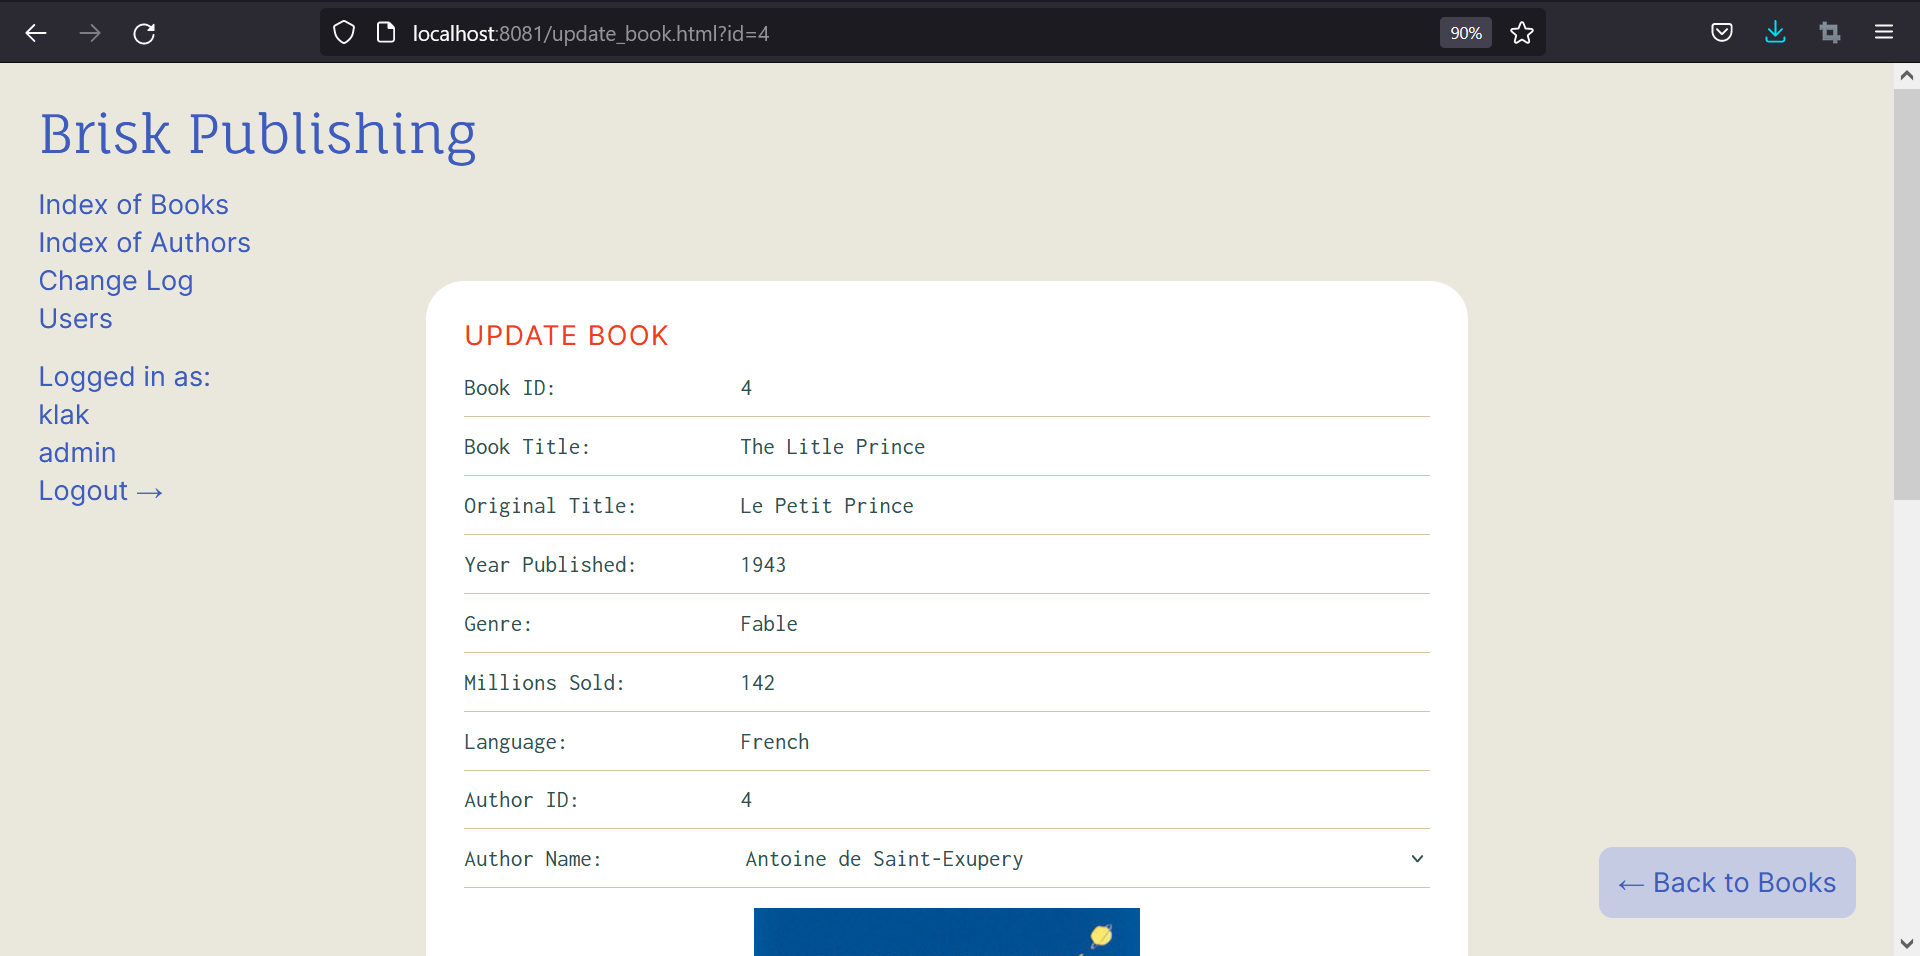 localhost:8081/update_book.html?id=4
90%
Brisk Publishing
Index of Books
Index of Authors
Change Log
Users
Logged in as:
klak
admin
Logout →
UPDATE BOOK
Book ID: 4
Book Title: The Litle Prince
Original Title: Le Petit Prince
Year Published: 1943
Genre: Fable
Millions Sold: 142
Language: French
Author ID: 4
Author Name: Antoine de Saint-Exupery
← Back to Books